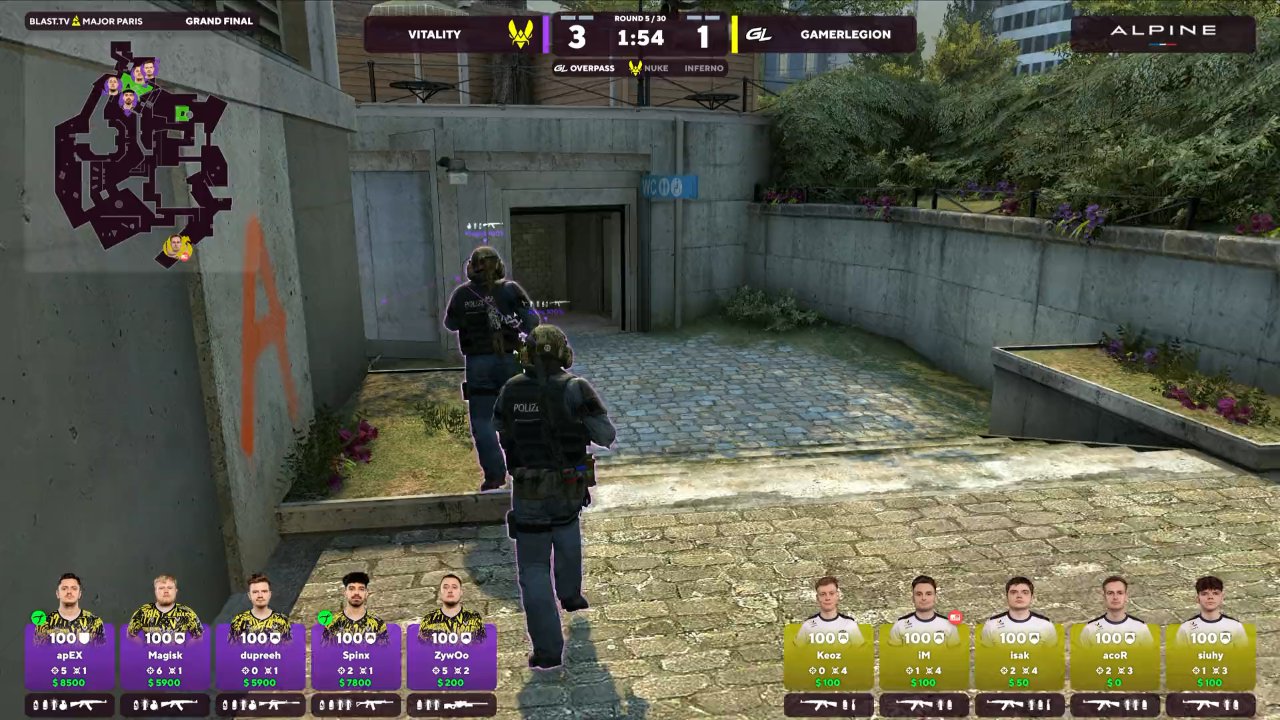 BLAST.TV MAJOR PARIS GRAND FINAL
VITALITY 3 ROUND 5 / 30 1:54 1 GL GAMERLEGION
GL OVERPASS NUKE INFERNO
ALPINE
WC
A
POLIZEI
POLIZ
100 100 100 100 100 100 100 100 100 100
apEX Magisk dupreeh Spinx ZywOo Keoz iM isak acoR siuhy
5 1 6 1 0 1 2 1 5 2 0 4 1 4 2 4 2 3 1 3
$8500 $5900 $5900 $7800 $200 $100 $100 $50 $0 $100